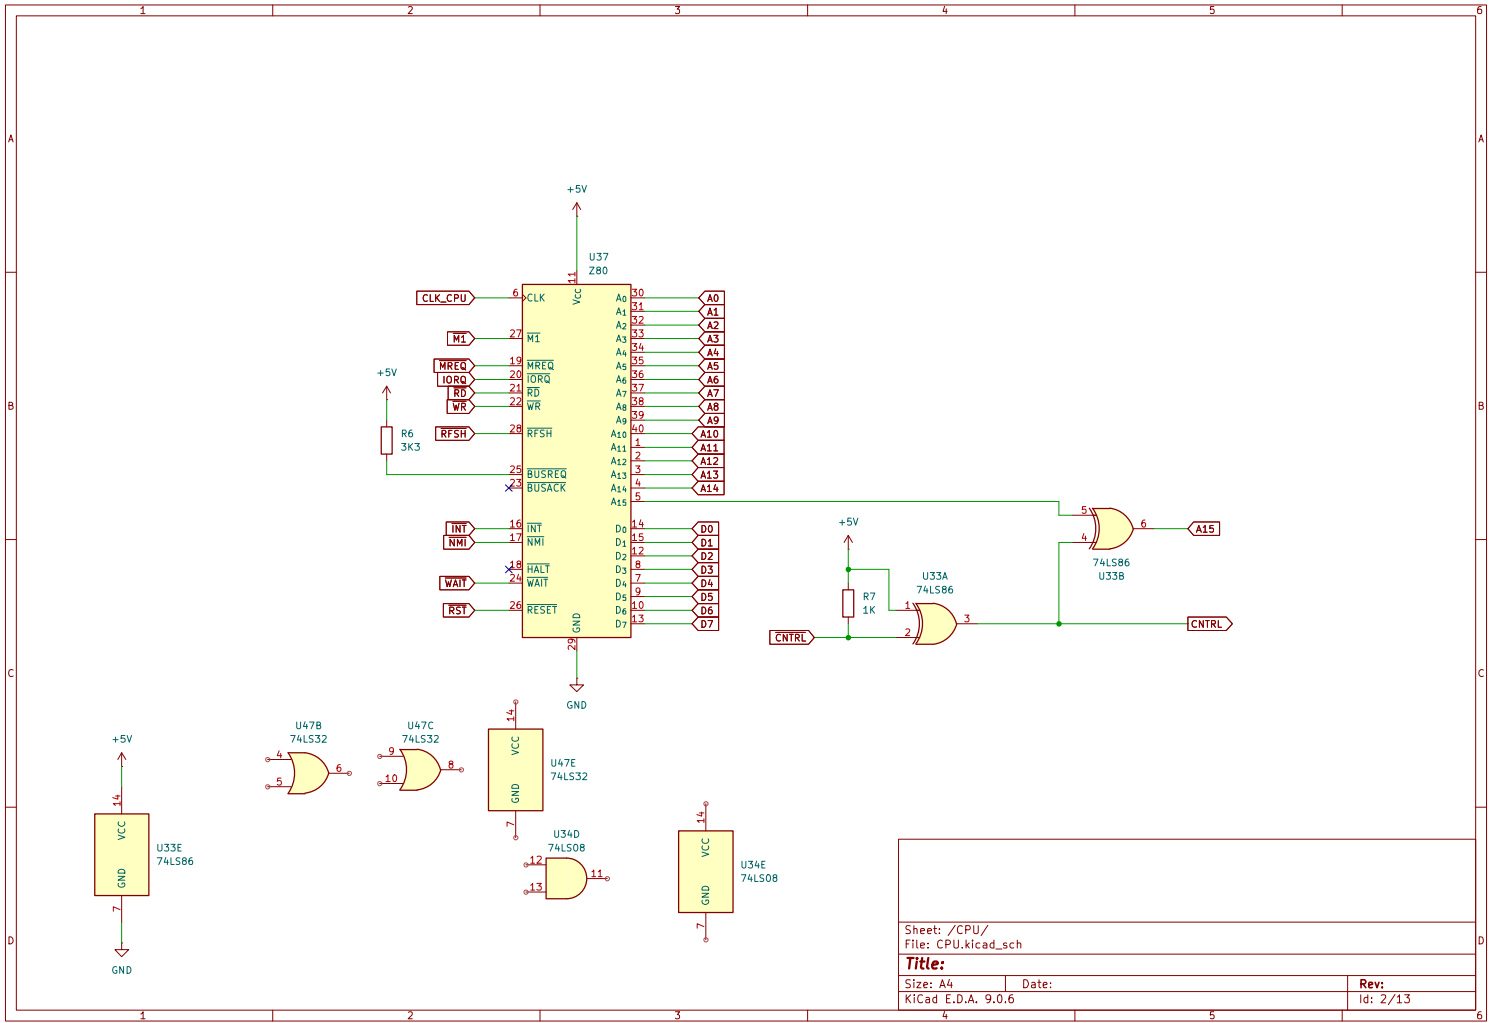 1 2 3 4 5 6
A A
+5V
U37
Z80
11
Vcc
CLK_CPU 6 CLK A0 30 A0
A1 31 A1
A2 32 A2
M1 27 M1 A3 33 A3
A4 34 A4
MREQ 19 MREQ A5 35 A5
IORQ 20 IORQ A6 36 A6
RD 21 RD A7 37 A7
WR 22 WR A8 38 A8
A9 39 A9
RFSH 28 RFSH A10 40 A10
A11 1 A11
A12 2 A12
25 BUSREQ A13 3 A13
23 BUSACK A14 4 A14
A15 5
INT 16 INT D0 14 D0
NMI 17 NMI D1 15 D1
D2 12 D2
18 HALT D3 8 D3
WAIT 24 WAIT D4 7 D4
D5 9 D5
RST 26 RESET D6 10 D6
D7 13 D7
GND
29
GND
+5V
R6
3K3
B B
5
4
6
A15
74LS86
U33B
+5V
R7
1K
U33A
74LS86
1
2
3
CNTRL
CNTRL
C C
U47B
74LS32
4
5
6
U47C
74LS32
9
10
8
14
VCC
GND
7
U47E
74LS32
+5V
14
VCC
GND
7
U33E
74LS86
GND
U34D
74LS08
12
13
11
14
VCC
GND
7
U34E
74LS08
D D
Sheet: /CPU/
File: CPU.kicad_sch
Title:
Size: A4 Date: Rev:
KiCad E.D.A. 9.0.6 Id: 2/13
1 2 3 4 5 6